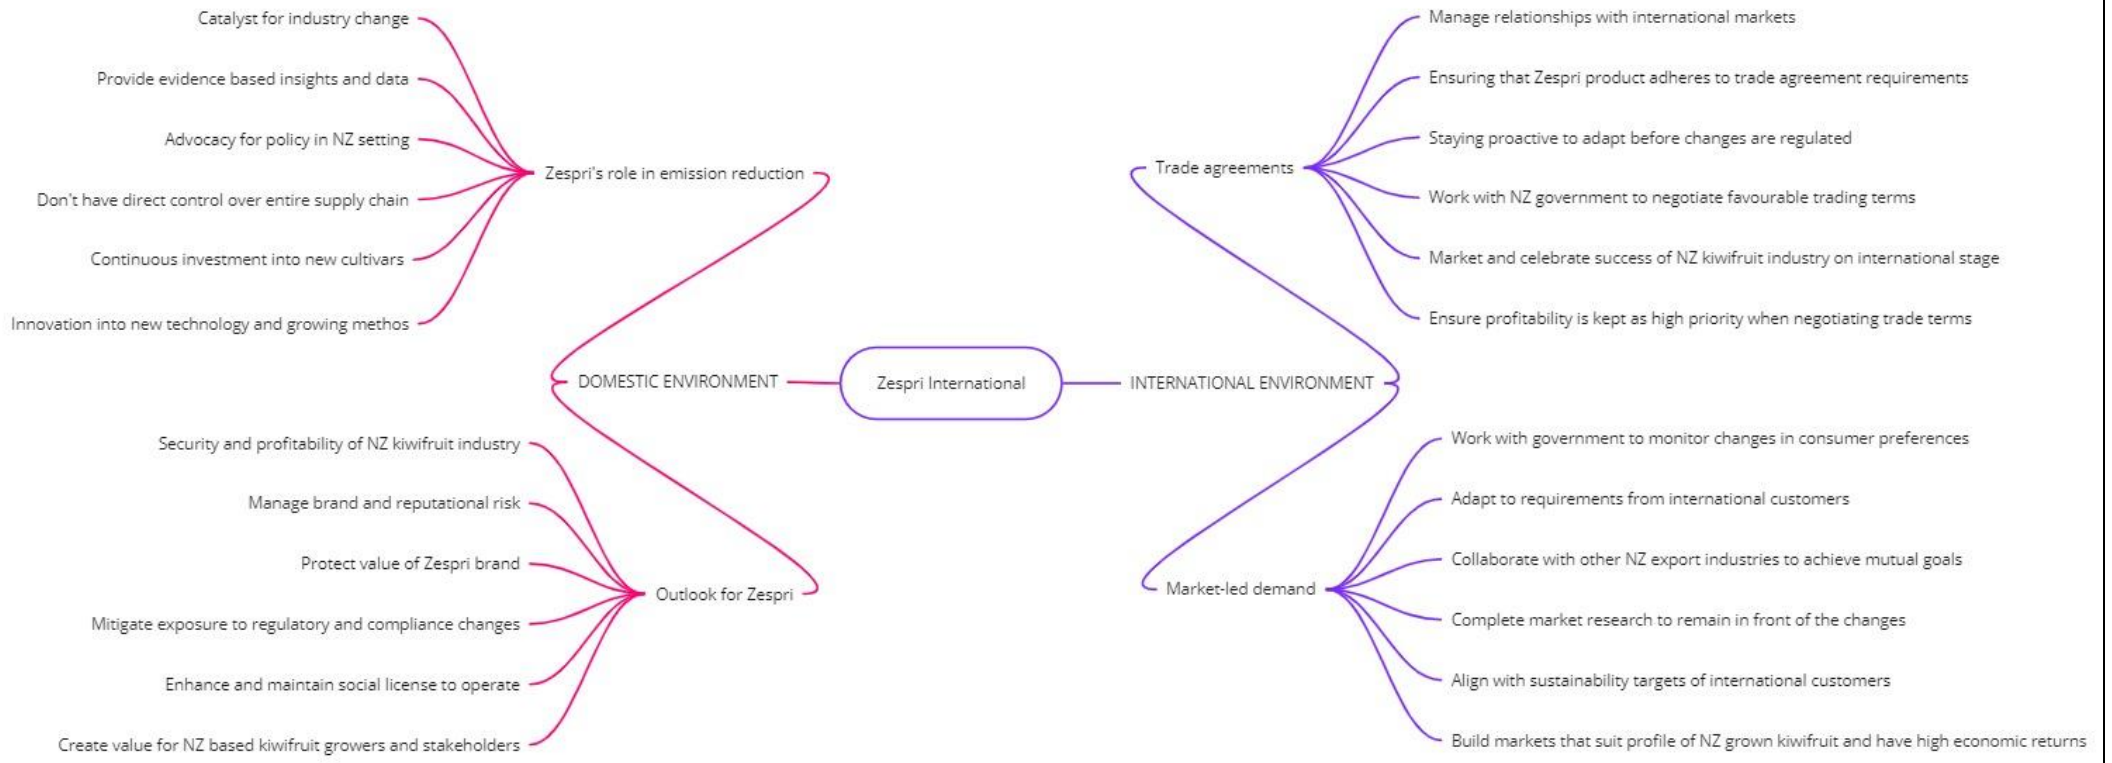 Catalyst for industry change
Provide evidence based insights and data
Advocacy for policy in NZ setting
Don't have direct control over entire supply chain
Continuous investment into new cultivars
Innovation into new technology and growing methos
Zespri's role in emission reduction
DOMESTIC ENVIRONMENT
Security and profitability of NZ kiwifruit industry
Manage brand and reputational risk
Protect value of Zespri brand
Mitigate exposure to regulatory and compliance changes
Enhance and maintain social license to operate
Create value for NZ based kiwifruit growers and stakeholders
Outlook for Zespri
Zespri International
INTERNATIONAL ENVIRONMENT
Trade agreements
Manage relationships with international markets
Ensuring that Zespri product adheres to trade agreement requirements
Staying proactive to adapt before changes are regulated
Work with NZ government to negotiate favourable trading terms
Market and celebrate success of NZ kiwifruit industry on international stage
Ensure profitability is kept as high priority when negotiating trade terms
Market-led demand
Work with government to monitor changes in consumer preferences
Adapt to requirements from international customers
Collaborate with other NZ export industries to achieve mutual goals
Complete market research to remain in front of the changes
Align with sustainability targets of international customers
Build markets that suit profile of NZ grown kiwifruit and have high economic returns